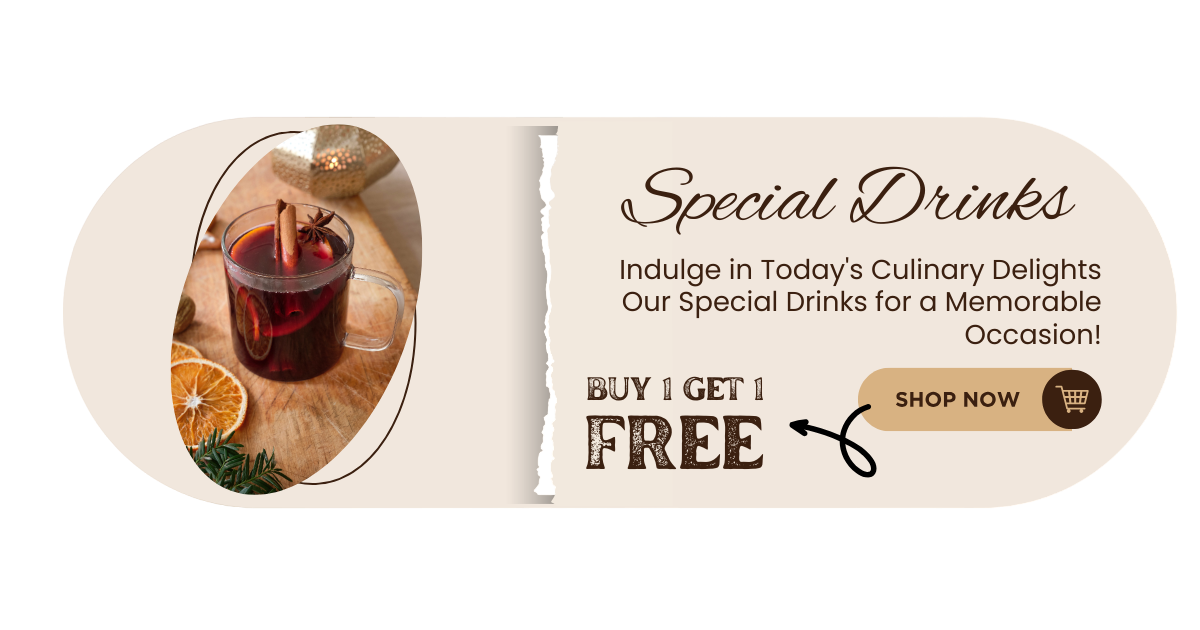 Special Drinks
Indulge in Today's Culinary Delights
Our Special Drinks for a Memorable
Occasion!
BUY 1 GET 1
FREE
SHOP NOW